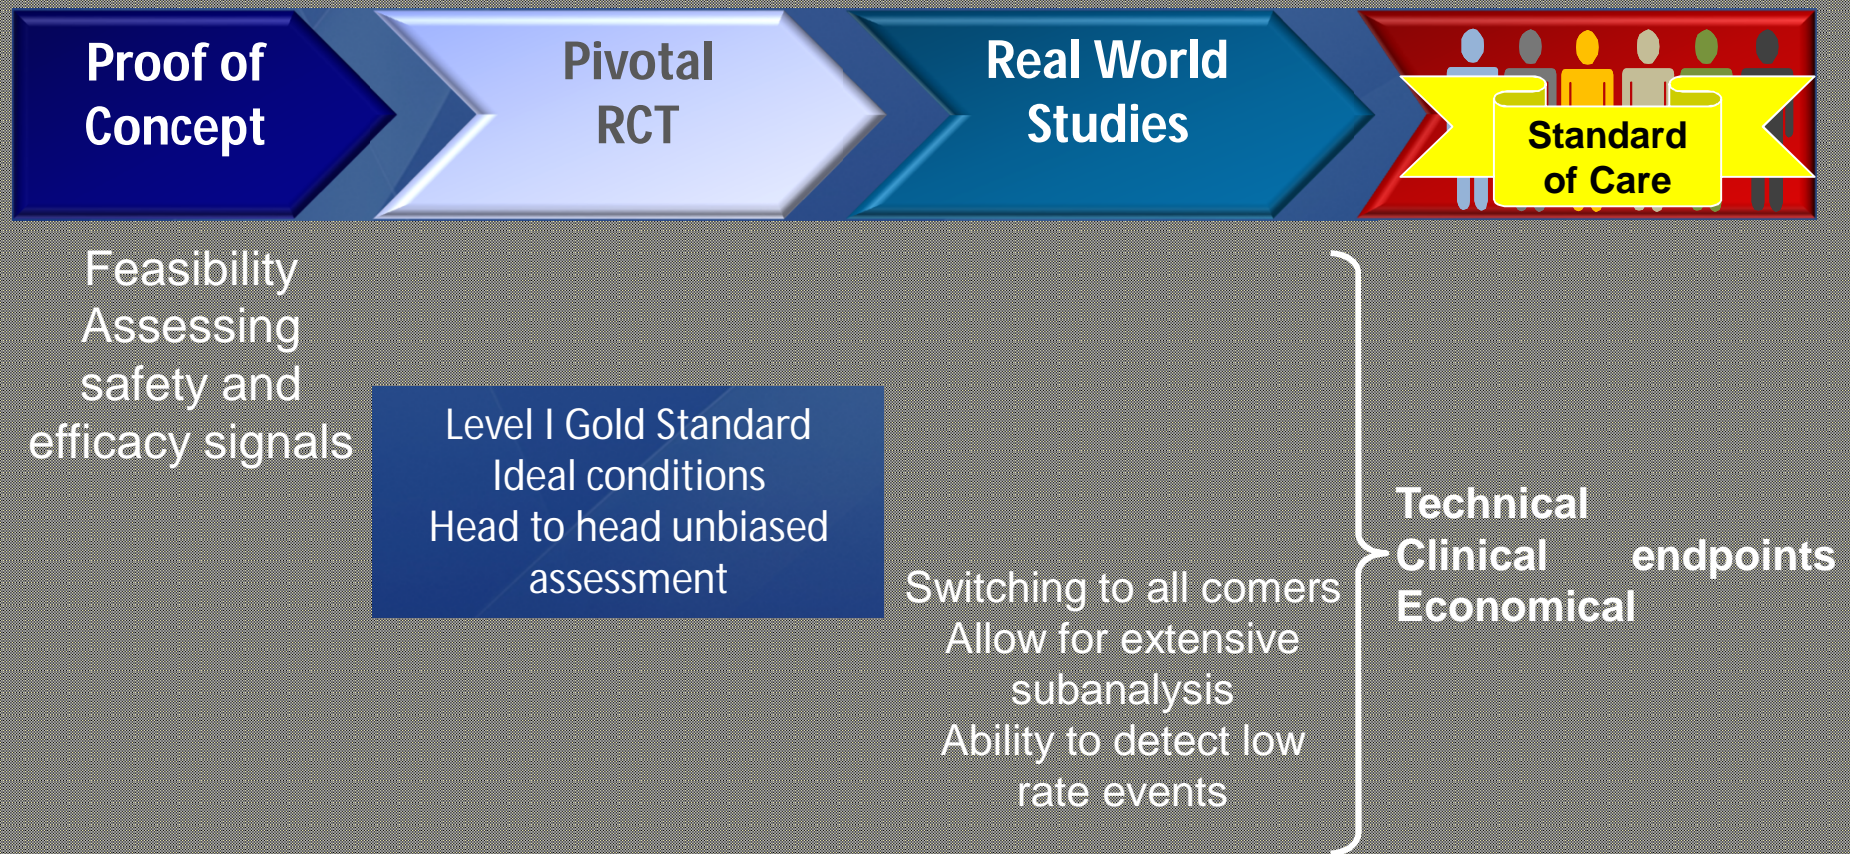 Proof of
Concept
Pivotal
RCT
Real World
Studies
Standard
of Care
Feasibility
Assessing
safety and
efficacy signals
Level I Gold Standard
Ideal conditions
Head to head unbiased
assessment
Switching to all comers
Allow for extensive
subanalysis
Ability to detect low
rate events
Technical
Clinical endpoints
Economical